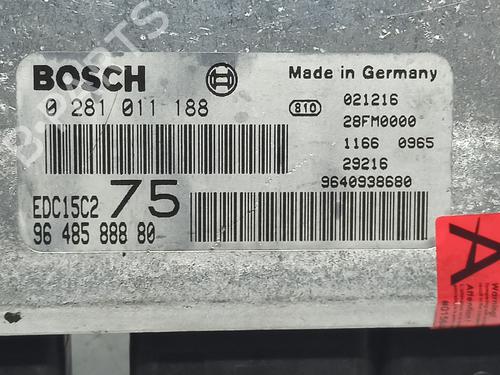 BOSCH
Made in Germany
0 281 011 188
810
021216
28FM0000
1166 0965
29216
9640938680
EDC15C2 75
96 485 888 80
A
B-PARTS